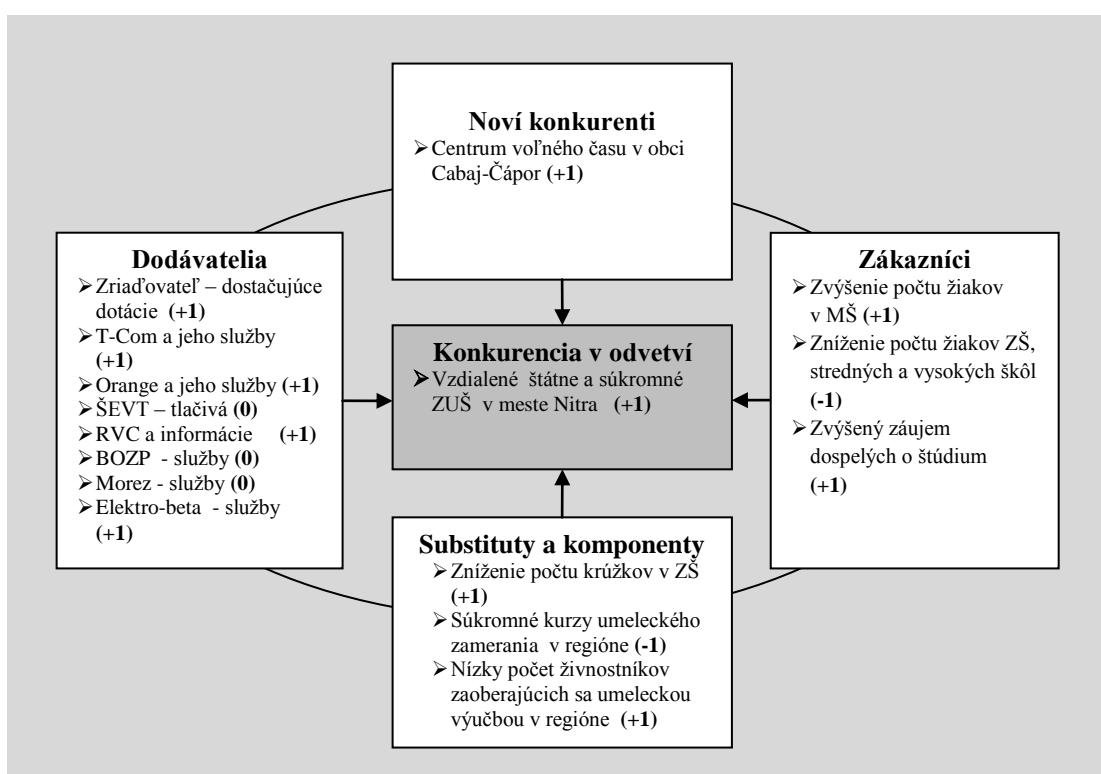 Noví konkurenti
➢Centrum voľného času v obci
Cabaj-Čápor (+1)
Dodávatelia
➢Zriaďovateľ – dostačujúce
dotácie (+1)
➢T-Com a jeho služby
(+1)
➢Orange a jeho služby (+1)
➢ŠEVT – tlačivá (0)
➢RVC a informácie (+1)
➢BOZP - služby (0)
➢Morez - služby (0)
➢Elektro-beta - služby
(+1)
Konkurencia v odvetví
➢Vzdialené štátne a súkromné
ZUŠ v meste Nitra (+1)
Zákazníci
➢Zvýšenie počtu žiakov
v MŠ (+1)
➢Zníženie počtu žiakov ZŠ,
stredných a vysokých škôl
(-1)
➢Zvýšený záujem
dospelých o štúdium
(+1)
Substituty a komponenty
➢Zníženie počtu krúžkov v ZŠ
(+1)
➢Súkromné kurzy umeleckého
zamerania v regióne (-1)
➢Nízky počet živnostníkov
zaoberajúcich sa umeleckou
výučbou v regióne (+1)